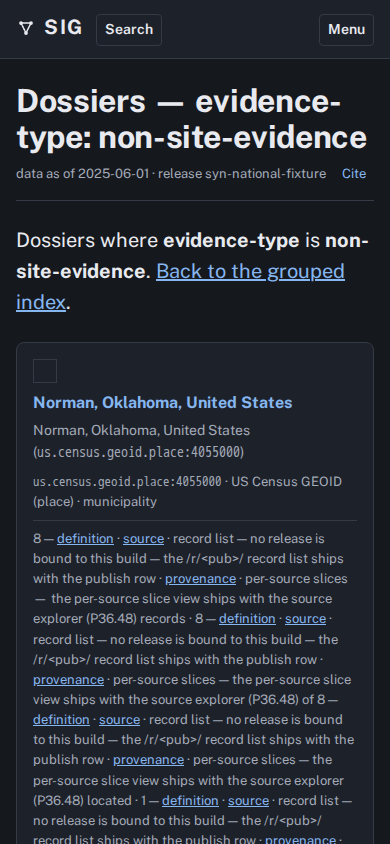 SIG
Search
Menu
Dossiers — evidence-
type: non-site-evidence
data as of 2025-06-01 · release syn-national-fixture Cite
Dossiers where evidence-type is non-
site-evidence. Back to the grouped
index.
Norman, Oklahoma, United States
Norman, Oklahoma, United States
(us.census.geoid.place:4055000)
us.census.geoid.place:4055000 · US Census GEOID
(place) · municipality
8 — definition · source · record list — no release is
bound to this build — the /r/<pub>/ record list ships
with the publish row · provenance · per-source slices
— the per-source slice view ships with the source
explorer (P36.48) records · 8 — definition · source ·
record list — no release is bound to this build — the
/r/<pub>/ record list ships with the publish row ·
provenance · per-source slices — the per-source slice
view ships with the source explorer (P36.48) of 8 —
definition · source · record list — no release is bound
to this build — the /r/<pub>/ record list ships with the
publish row · provenance · per-source slices — the
per-source slice view ships with the source explorer
(P36.48) located · 1 — definition · source · record list —
no release is bound to this build — the /r/<pub>/
record list ships with the publish row · provenance ·